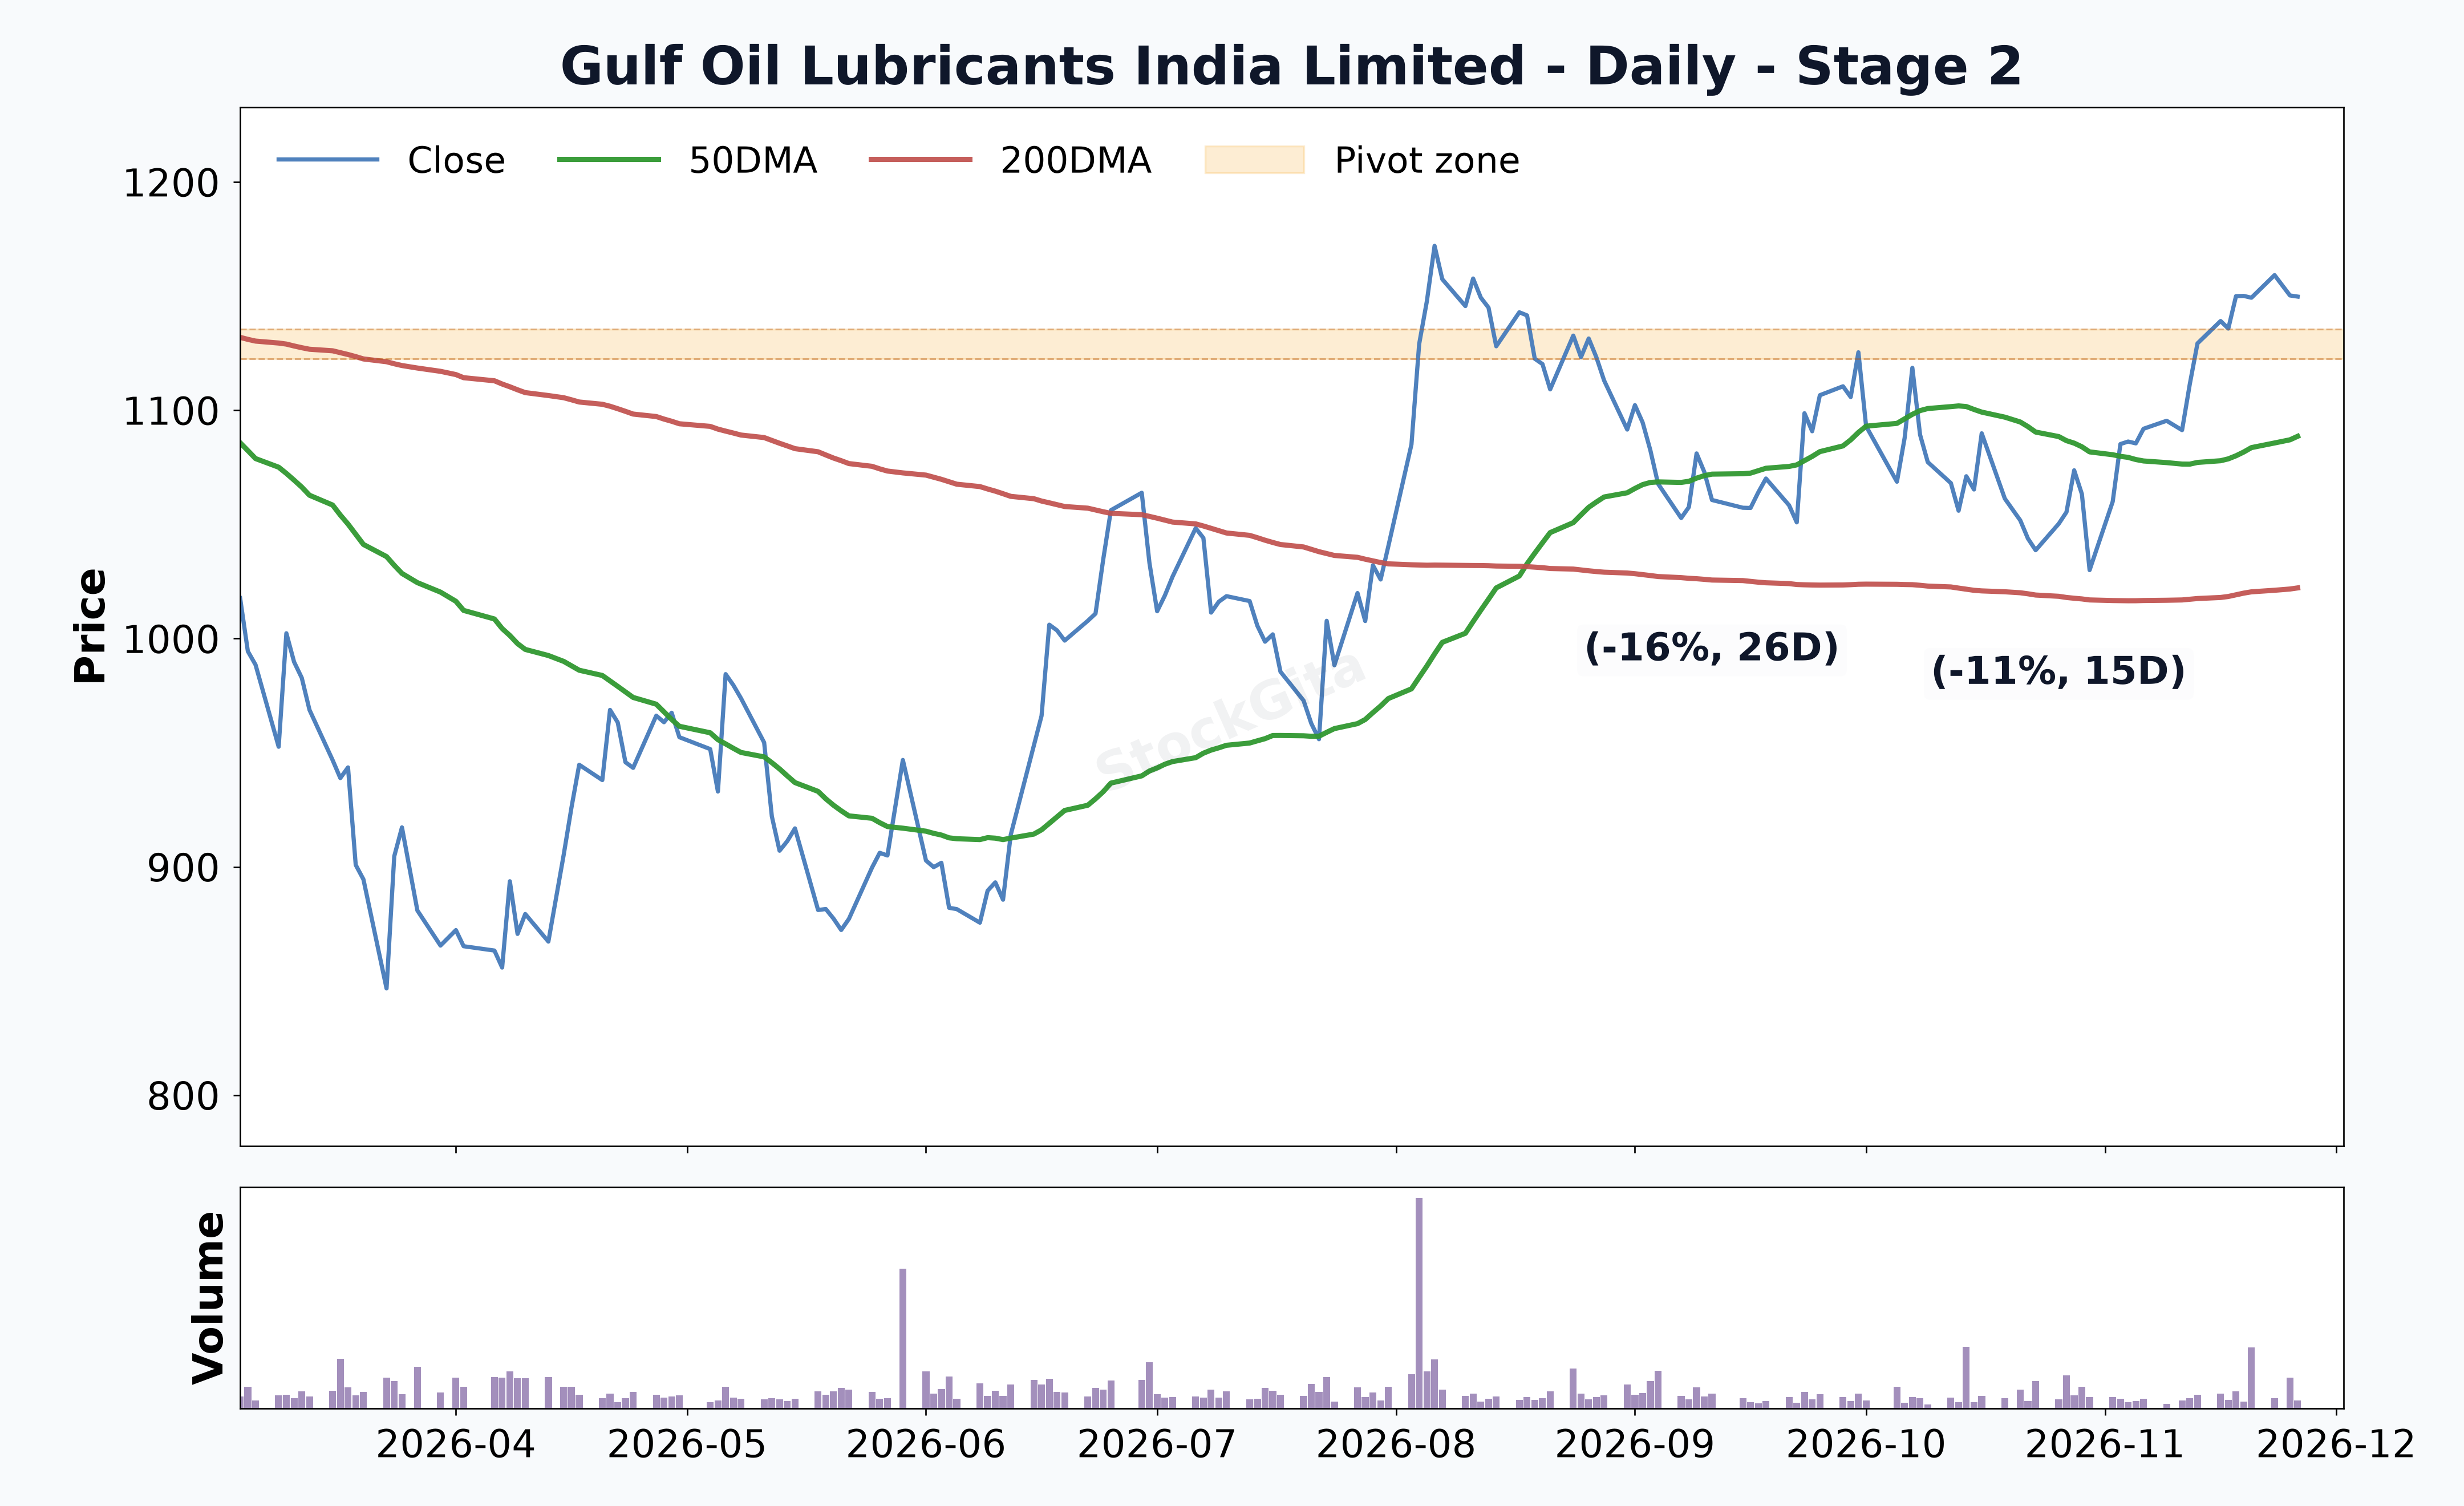 Gulf Oil Lubricants India Limited - Daily - Stage 2
Close 50DMA 200DMA Pivot zone
1200
1100
1000
900
800
Price
(-16%, 26D)
(-11%, 15D)
StockGita
Volume
2026-04 2026-05 2026-06 2026-07 2026-08 2026-09 2026-10 2026-11 2026-12